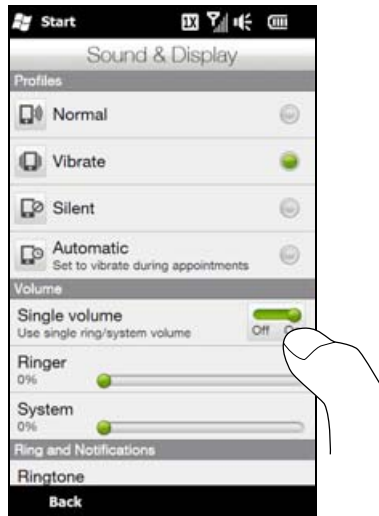 Start
1X
Sound & Display
Profiles
Normal
Vibrate
Silent
Automatic
Set to vibrate during appointments
Volume
Single volume
Use single ring/system volume
Off
Ringer
0%
System
0%
Ring and Notifications
Ringtone
Back